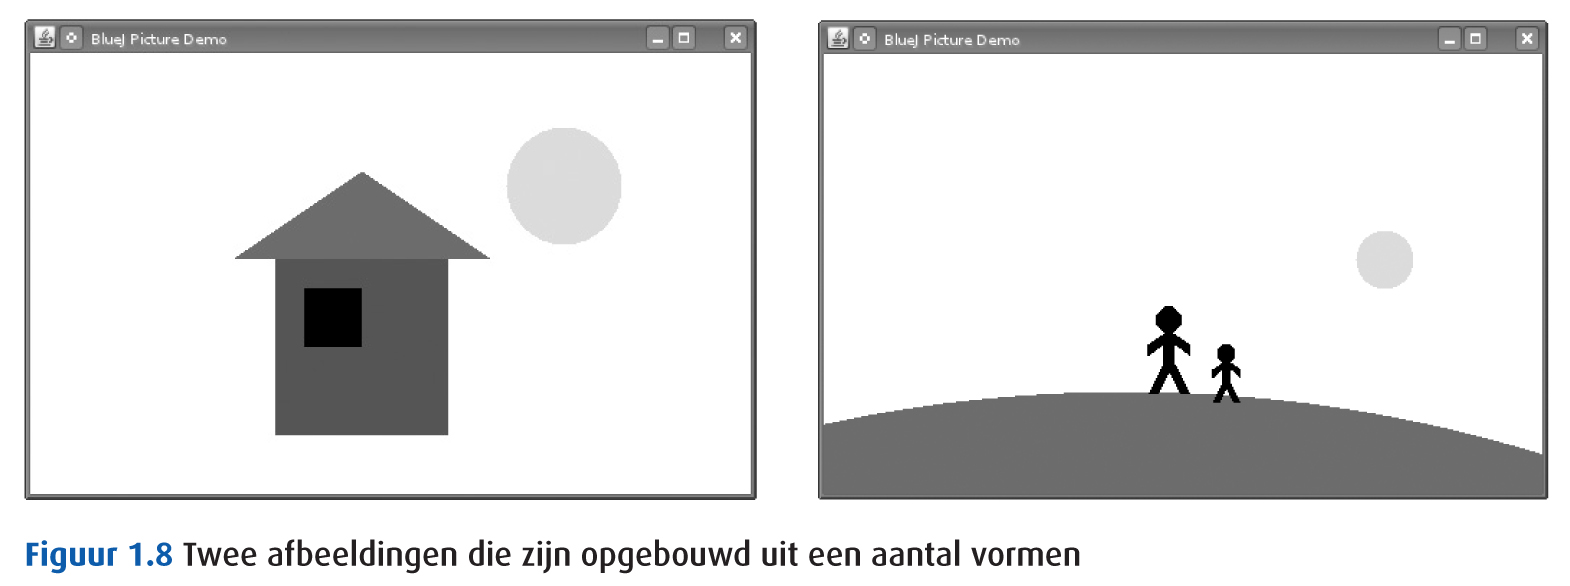 BlueJ Picture Demo
BlueJ Picture Demo
Figuur 1.8 Twee afbeeldingen die zijn opgebouwd uit een aantal vormen